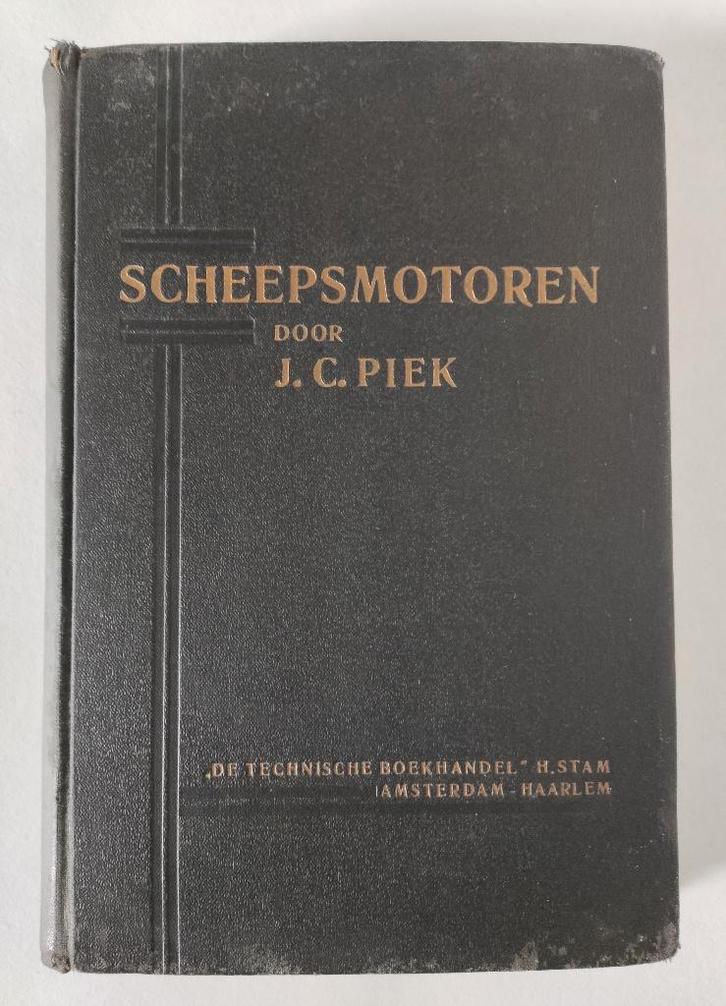 SCHEEPSMOTOREN
DOOR
J. C. PIEK
„DE TECHNISCHE BOEKHANDEL" H. STAM
AMSTERDAM - HAARLEM